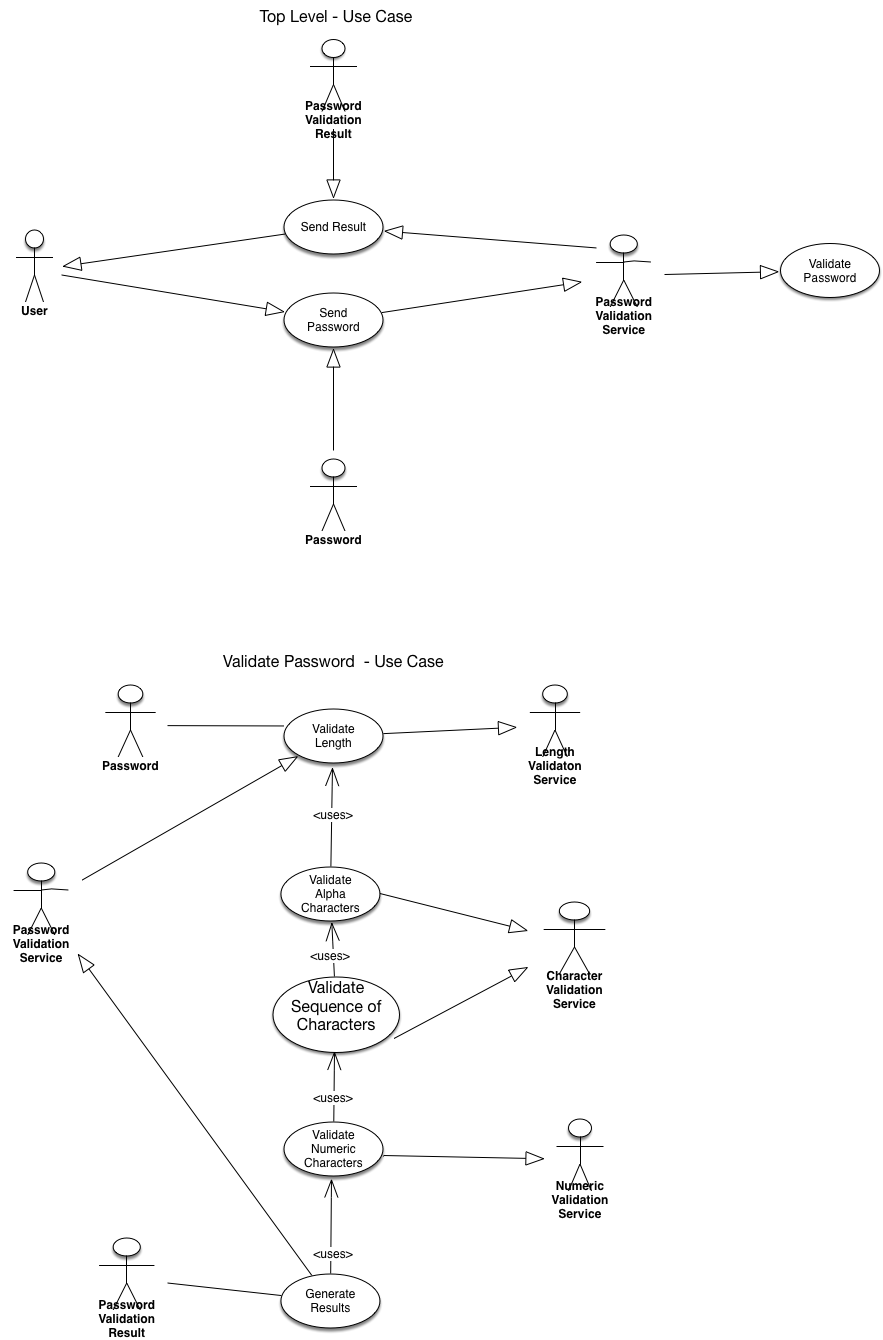 Top Level - Use Case
Password
Validation
Result
Send Result
User
Send
Password
Password
Validation
Service
Validate
Password
Password
Validate Password  - Use Case
Password
Validate
Length
Length
Validaton
Service
<uses>
Password
Validation
Service
Validate
Alpha
Characters
<uses>
Character
Validation
Service
Validate
Sequence of
Characters
<uses>
Validate
Numeric
Characters
Numeric
Validation
Service
<uses>
Generate
Results
Password
Validation
Result